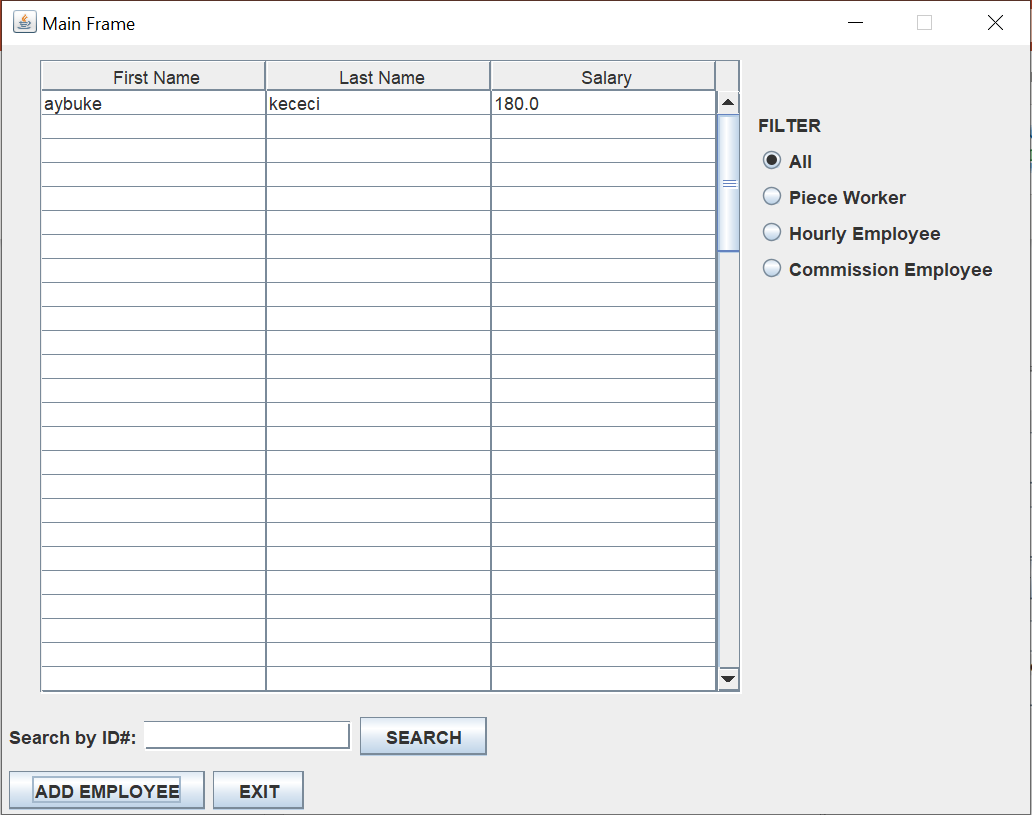 Main Frame
First Name Last Name Salary
aybuke kececi 180.0
FILTER
All
Piece Worker
Hourly Employee
Commission Employee
Search by ID#: SEARCH
ADD EMPLOYEE EXIT